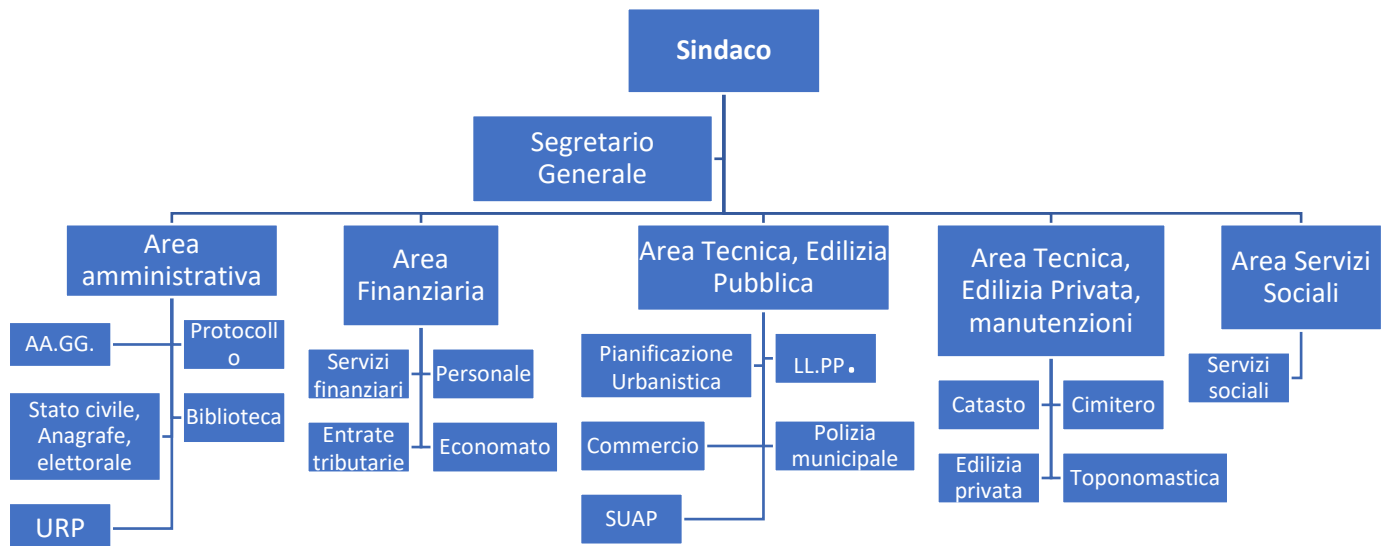 Sindaco
Segretario
Generale
Area
amministrativa
AA.GG.
Protocoll
o
Stato civile,
Anagrafe,
elettorale
Biblioteca
URP
Area
Finanziaria
Servizi
finanziari
Personale
Entrate
tributarie
Economato
Area Tecnica, Edilizia
Pubblica
Pianificazione
Urbanistica
LL.PP.
Commercio
Polizia
municipale
SUAP
Area Tecnica,
Edilizia Privata,
manutenzioni
Catasto
Cimitero
Edilizia
privata
Toponomastica
Area Servizi
Sociali
Servizi
sociali